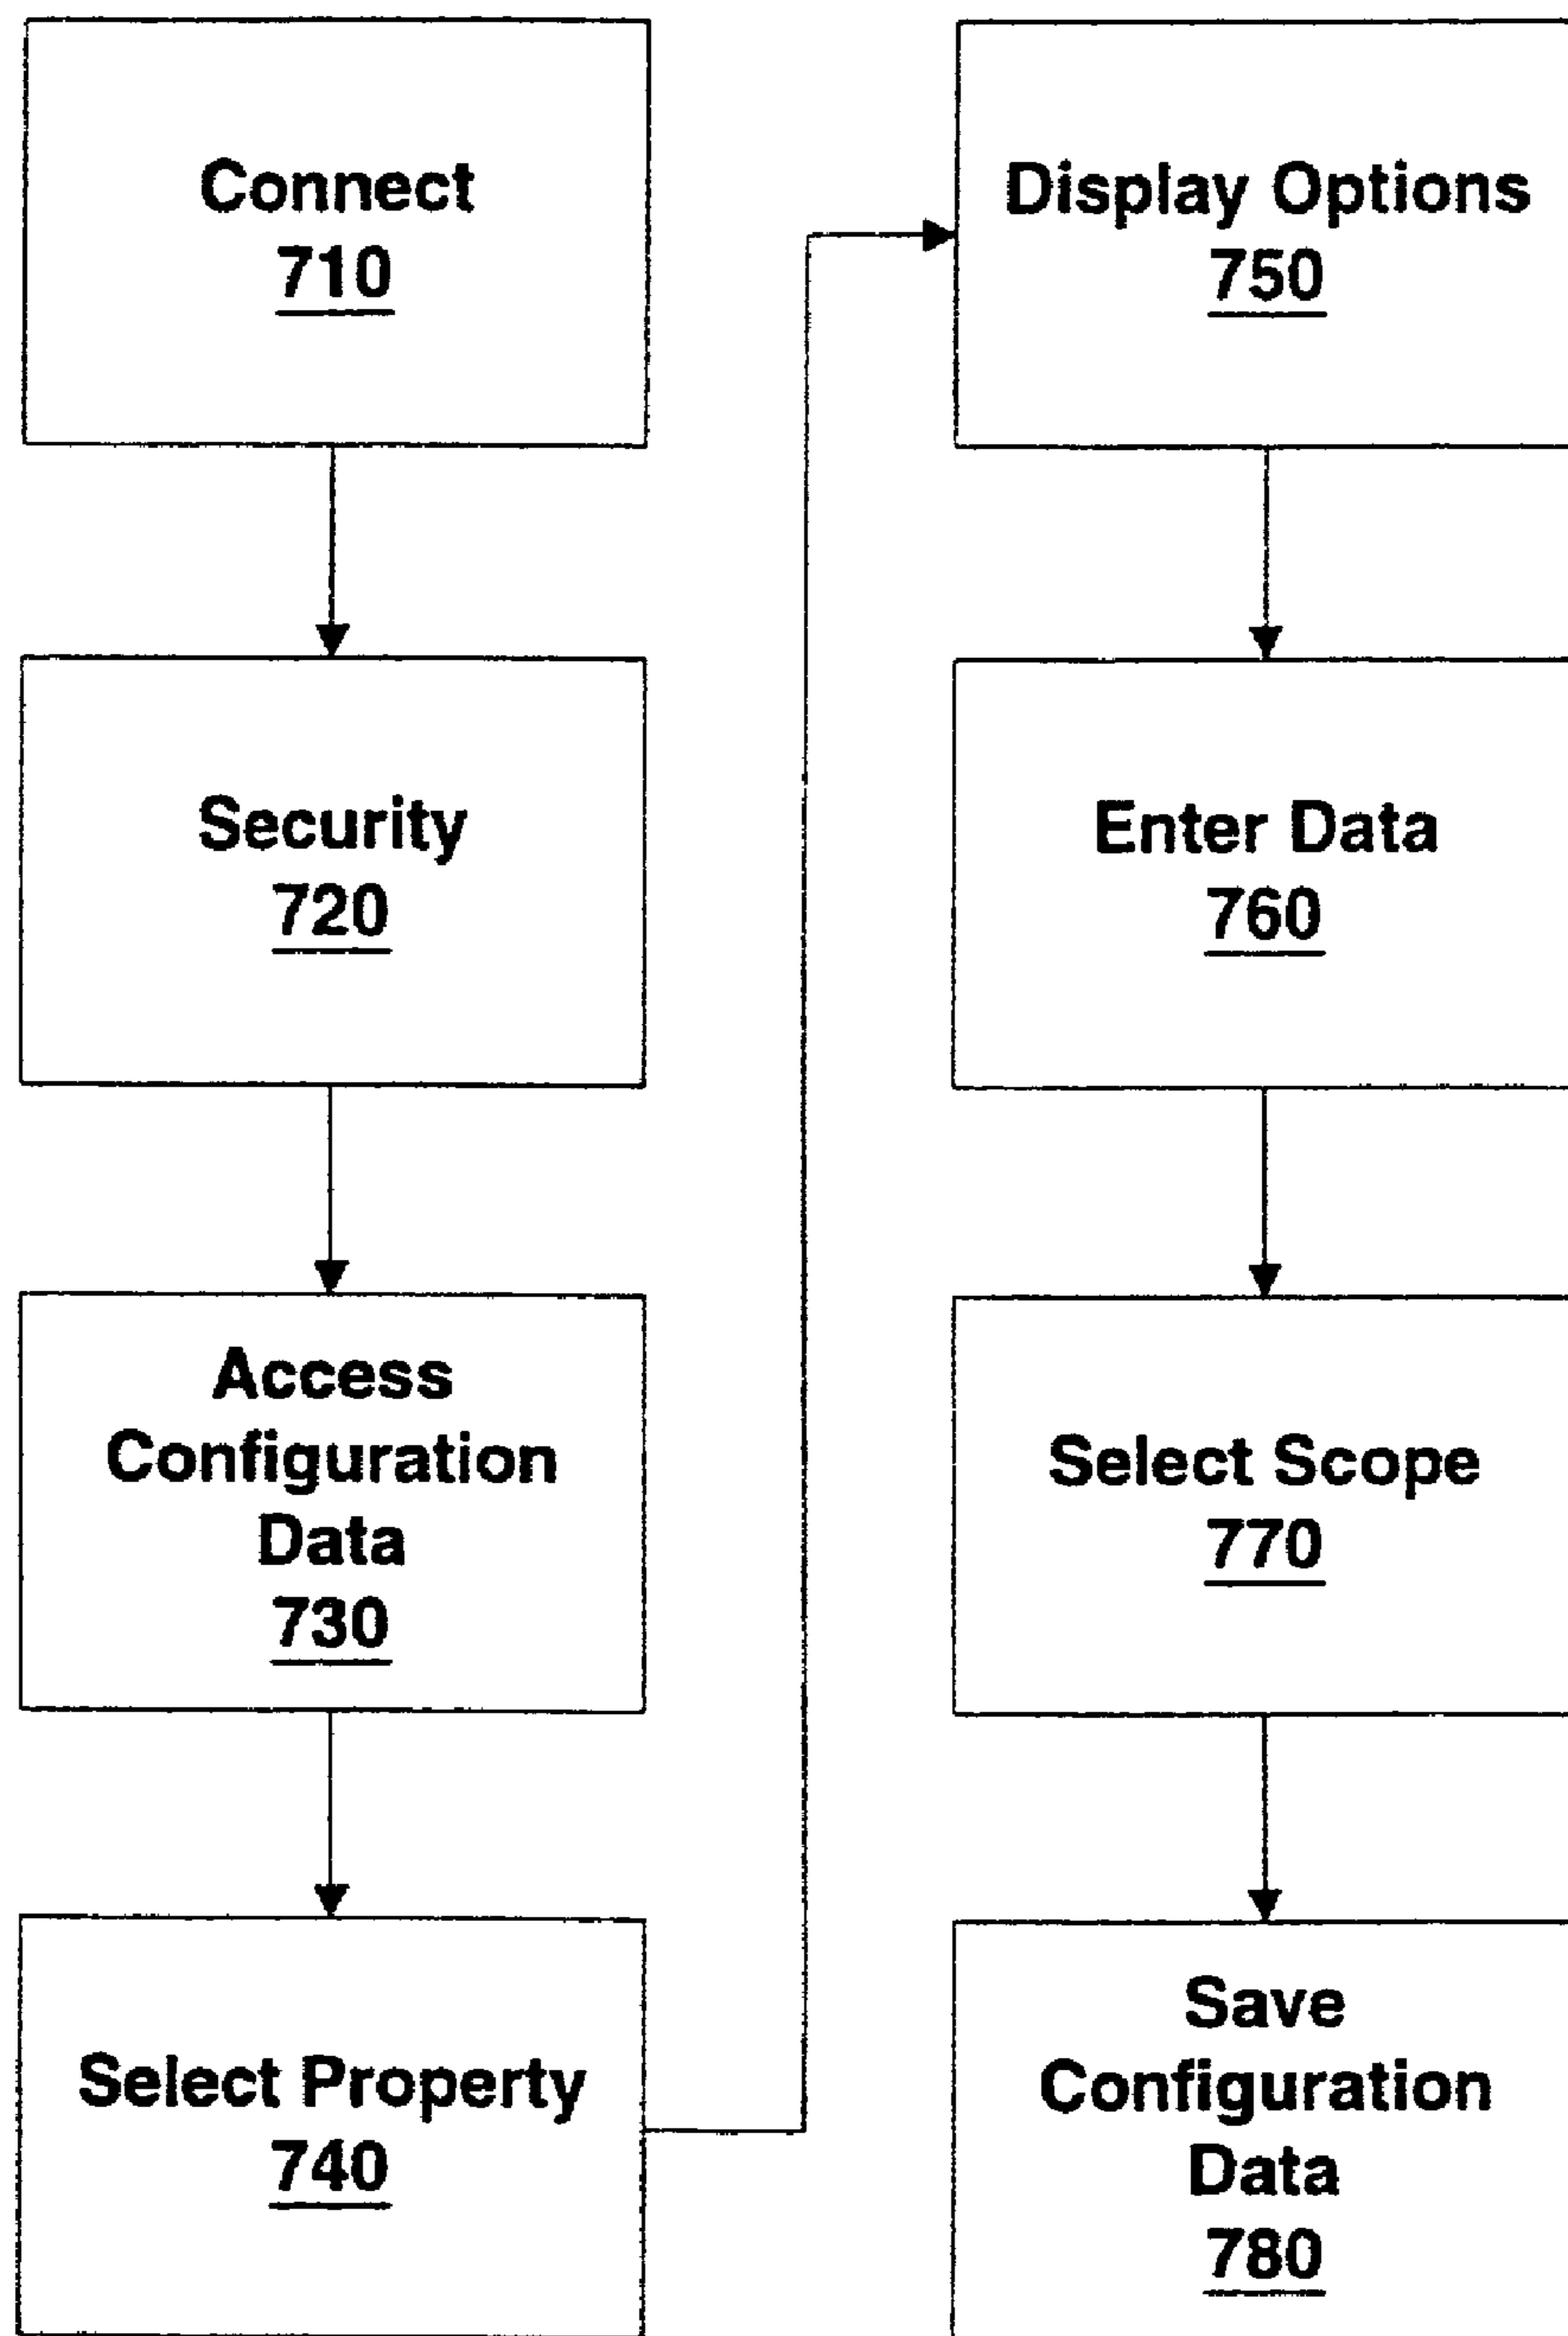 Connect
710
Security
720
Access
Configuration
Data
730
Select Property
740
Display Options
750
Enter Data
760
Select Scope
770
Save
Configuration
Data
780